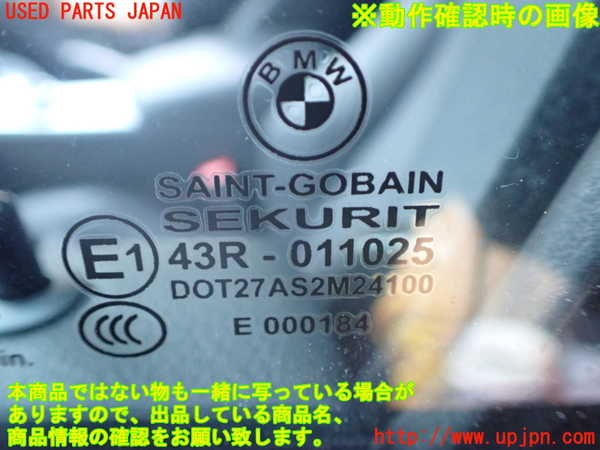 USED PARTS JAPAN
※動作確認時の画像
BMW
SAINT-GOBAIN
SEKURIT
E1 43R - 011025
DOT27AS2M24100
CCC E 000184
in.
本商品ではない物も一緒に写っている場合が
ありますので、出品している商品名、
商品情報の確認をお願い致します。
http://www.upjpn.com